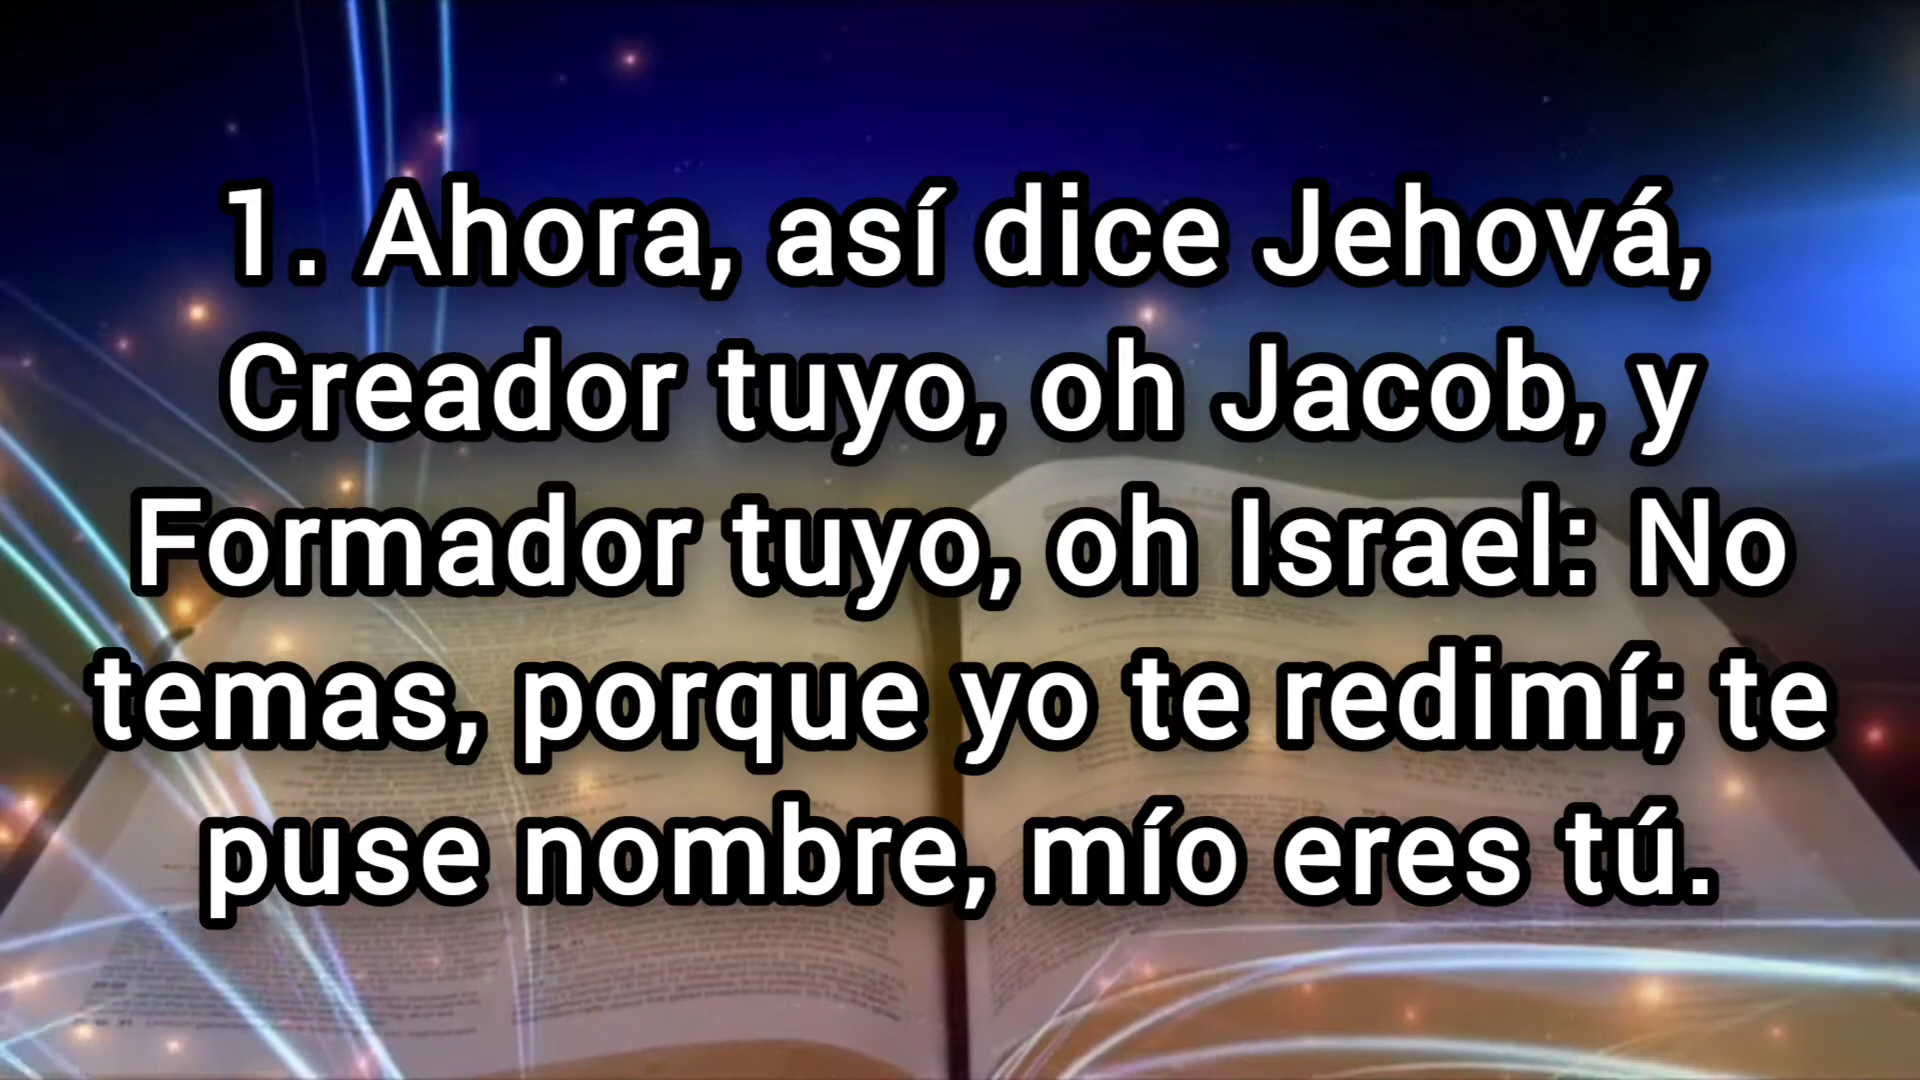 1. Ahora, así dice Jehová,
Creador tuyo, oh Jacob, y
Formador tuyo, oh Israel: No
temas, porque yo te redimí; te
puse nombre, mío eres tú.